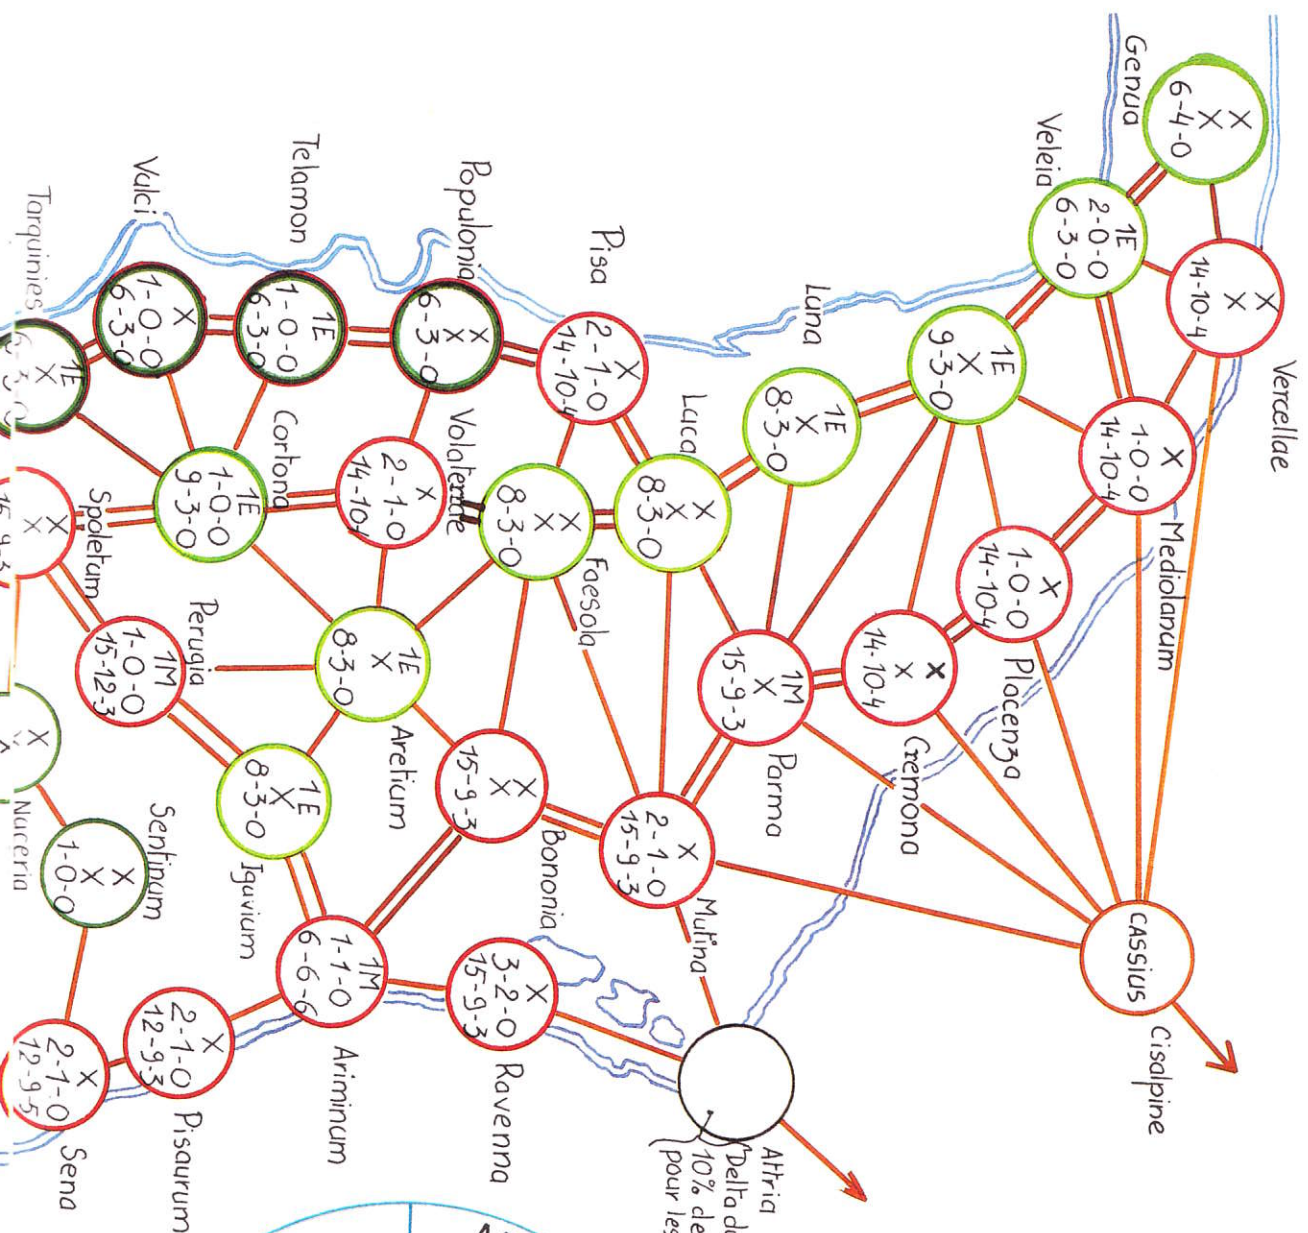 Genua
X
X
6-4-0
Vercellae
X
X
14-10-4
Veleia
1E
2-0-0
6-3-0
Mediolanum
X
1-0-0
14-10-4
1E
X
9-3-0
Luna
1E
X
8-3-0
Placenza
X
1-0-0
14-10-4
Cremona
X
X
14-10-4
CASSIUS
Cisalpine
Parma
1M
X
15-9-3
Luca
X
X
8-3-0
Pisa
X
2-1-0
14-10-4
Mutina
X
2-1-0
15-9-3
Attria
10% de
Faesola
X
X
8-3-0
Populonia
X
X
6-3-0
Bononia
X
X
15-9-3
Ravenna
X
3-2-0
15-9-3
Volaterrae
X
2-1-0
14-10-4
Aretium
1E
X
8-3-0
Telamon
1E
1-0-0
6-3-0
Ariminum
1M
1-1-0
6-6-6
Iguvium
1E
X
8-3-0
Cortona
1E
1-0-0
9-3-0
Vulci
X
1-0-0
6-3-0
Perugia
1M
1-0-0
15-12-3
Pisaurum
X
2-1-0
12-9-3
Sentinum
X
X
1-0-0
Spoletum
X
X
Tarquinies
1E
X
6-3-0
Sena
X
2-1-0
12-9-5
Nuceria
X